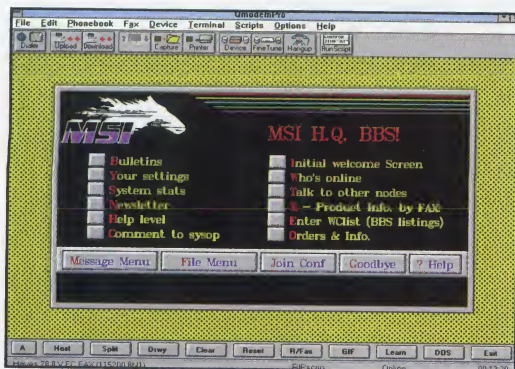 QmodemPro
File Edit Phonebook Fax Device Terminal Scripts Options Help
Dialer Upload Download Capture Printer Device FineTune Hangup RunScript
MSI
MSI H.Q. BBS!
Bulletins
Your settings
System stats
Newsletter
Help level
Comment to sysop
Initial welcome Screen
Who's online
Talk to other nodes
- Product Info. by FAX
Enter WClist (BBS listings)
Orders & Info.
Message Menu File Menu Join Conf Goodbye ? Help
A Host Split Drwy Clear Reset R/Fax GIF Learn DDS Exit
Online